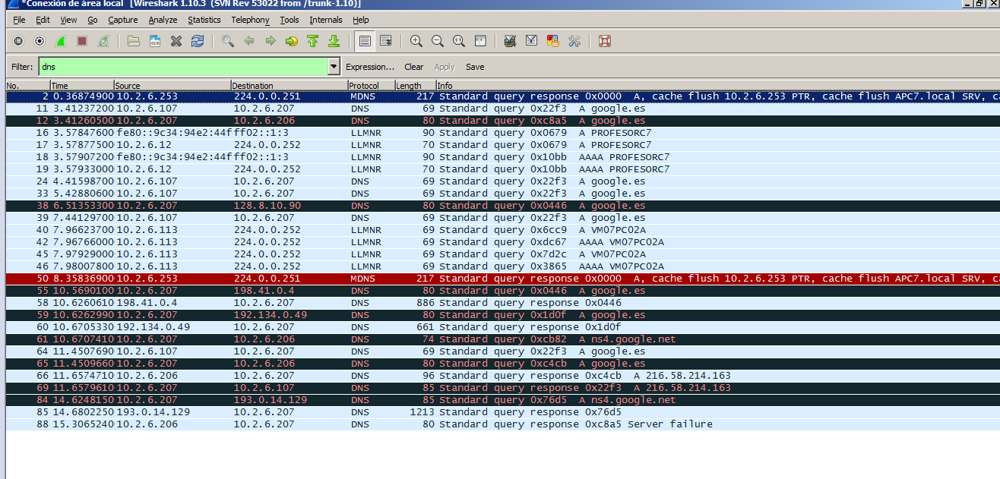 *Conexión de área local [Wireshark 1.10.3 (SVN Rev 53022 from /trunk-1.10)]
File Edit View Go Capture Analyze Statistics Telephony Tools Internals Help
Filter: dns Expression... Clear Apply Save
No. Time Source Destination Protocol Length Info
2 0.36874900 10.2.6.253 224.0.0.251 MDNS 217 Standard query response 0x0000 A, cache flush 10.2.6.253 PTR, cache flush APC7.local SRV, ca
11 3.41237200 10.2.6.107 10.2.6.207 DNS 69 Standard query 0x22f3 A google.es
12 3.41260500 10.2.6.207 10.2.6.206 DNS 80 Standard query 0xc8a5 A google.es
16 3.57847600 fe80::9c34:94e2:44f ff02::1:3 LLMNR 90 Standard query 0x0679 A PROFESORC7
17 3.57877500 10.2.6.12 224.0.0.252 LLMNR 70 Standard query 0x0679 A PROFESORC7
18 3.57907200 fe80::9c34:94e2:44f ff02::1:3 LLMNR 90 Standard query 0x10bb AAAA PROFESORC7
19 3.57933000 10.2.6.12 224.0.0.252 LLMNR 70 Standard query 0x10bb AAAA PROFESORC7
24 4.41598700 10.2.6.107 10.2.6.207 DNS 69 Standard query 0x22f3 A google.es
33 5.42880600 10.2.6.107 10.2.6.207 DNS 69 Standard query 0x22f3 A google.es
38 6.51353300 10.2.6.207 128.8.10.90 DNS 80 Standard query 0x0446 A google.es
39 7.44129700 10.2.6.107 10.2.6.207 DNS 69 Standard query 0x22f3 A google.es
40 7.96623700 10.2.6.113 224.0.0.252 LLMNR 69 Standard query 0x6cc9 A VM07PC02A
42 7.96766000 10.2.6.113 224.0.0.252 LLMNR 69 Standard query 0xdc67 AAAA VM07PC02A
45 7.97929000 10.2.6.113 224.0.0.252 LLMNR 69 Standard query 0x7d2c A VM07PC02A
46 7.98007800 10.2.6.113 224.0.0.252 LLMNR 69 Standard query 0x3865 AAAA VM07PC02A
50 8.35836900 10.2.6.253 224.0.0.251 MDNS 217 Standard query response 0x0000 A, cache flush 10.2.6.253 PTR, cache flush APC7.local SRV, ca
55 10.5690100 10.2.6.207 198.41.0.4 DNS 80 Standard query 0x0446 A google.es
58 10.6260610 198.41.0.4 10.2.6.207 DNS 886 Standard query response 0x0446
59 10.6262990 10.2.6.207 192.134.0.49 DNS 80 Standard query 0x1d0f A google.es
60 10.6705330 192.134.0.49 10.2.6.207 DNS 661 Standard query response 0x1d0f
61 10.6707410 10.2.6.207 10.2.6.206 DNS 74 Standard query 0xcb82 A ns4.google.net
64 11.4507690 10.2.6.107 10.2.6.207 DNS 69 Standard query 0x22f3 A google.es
65 11.4509660 10.2.6.207 10.2.6.206 DNS 80 Standard query 0xc4cb A google.es
66 11.6574710 10.2.6.206 10.2.6.207 DNS 96 Standard query response 0xc4cb A 216.58.214.163
69 11.6579610 10.2.6.207 10.2.6.107 DNS 85 Standard query response 0x22f3 A 216.58.214.163
84 14.6248150 10.2.6.207 193.0.14.129 DNS 85 Standard query 0x76d5 A ns4.google.net
85 14.6802250 193.0.14.129 10.2.6.207 DNS 1213 Standard query response 0x76d5
88 15.3065240 10.2.6.206 10.2.6.207 DNS 80 Standard query response 0xc8a5 Server failure